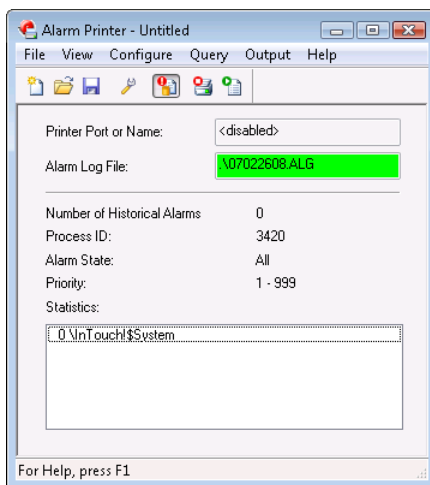 Alarm Printer - Untitled
File View Configure Query Output Help
Printer Port or Name: <disabled>
Alarm Log File: .\07022608.ALG
Number of Historical Alarms 0
Process ID: 3420
Alarm State: All
Priority: 1 - 999
Statistics:
0 \InTouch!$System
For Help, press F1